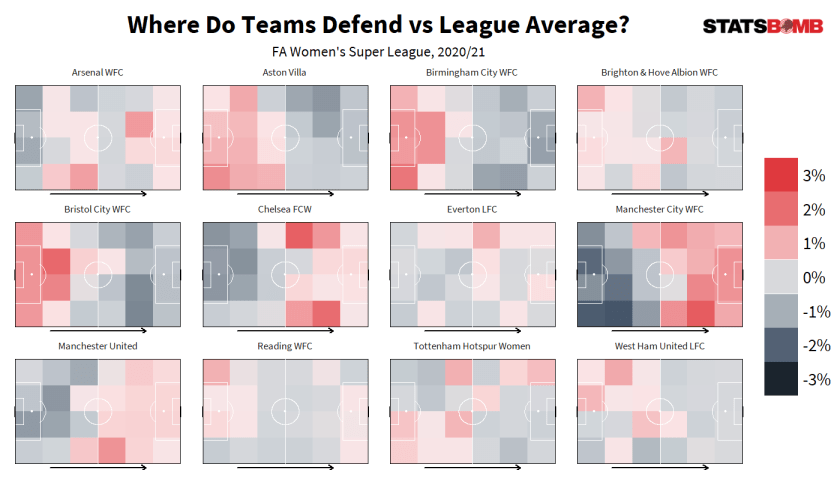 Where Do Teams Defend vs League Average?
STATSBOMB
FA Women's Super League, 2020/21
Arsenal WFC
Aston Villa
Birmingham City WFC
Brighton & Hove Albion WFC
Bristol City WFC
Chelsea FCW
Everton LFC
Manchester City WFC
Manchester United
Reading WFC
Tottenham Hotspur Women
West Ham United LFC
3%
2%
1%
0%
-1%
-2%
-3%